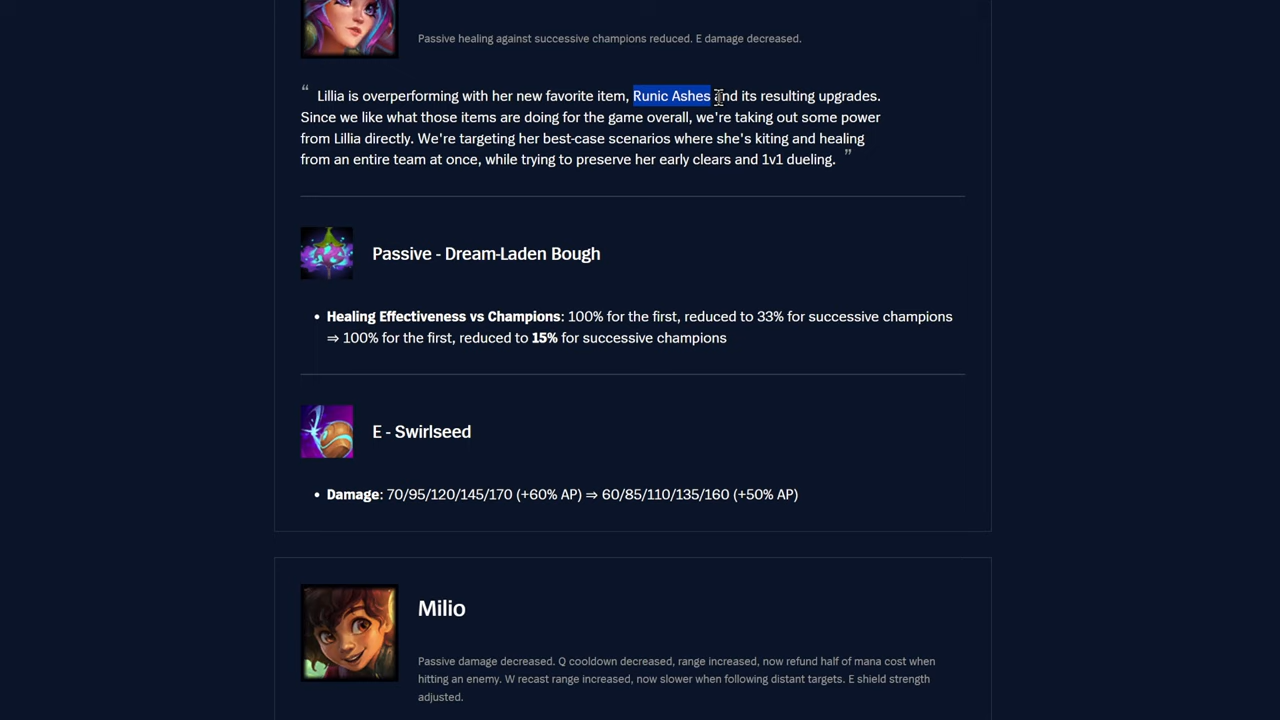 Passive healing against successive champions reduced. E damage decreased.
“ Lillia is overperforming with her new favorite item, Runic Ashes and its resulting upgrades.
Since we like what those items are doing for the game overall, we're taking out some power
from Lillia directly. We're targeting her best-case scenarios where she's kiting and healing
from an entire team at once, while trying to preserve her early clears and 1v1 dueling. ”
Passive - Dream-Laden Bough
• Healing Effectiveness vs Champions: 100% for the first, reduced to 33% for successive champions
⇒ 100% for the first, reduced to 15% for successive champions
E - Swirlseed
• Damage: 70/95/120/145/170 (+60% AP) ⇒ 60/85/110/135/160 (+50% AP)
Milio
Passive damage decreased. Q cooldown decreased, range increased, now refund half of mana cost when
hitting an enemy. W recast range increased, now slower when following distant targets. E shield strength
adjusted.